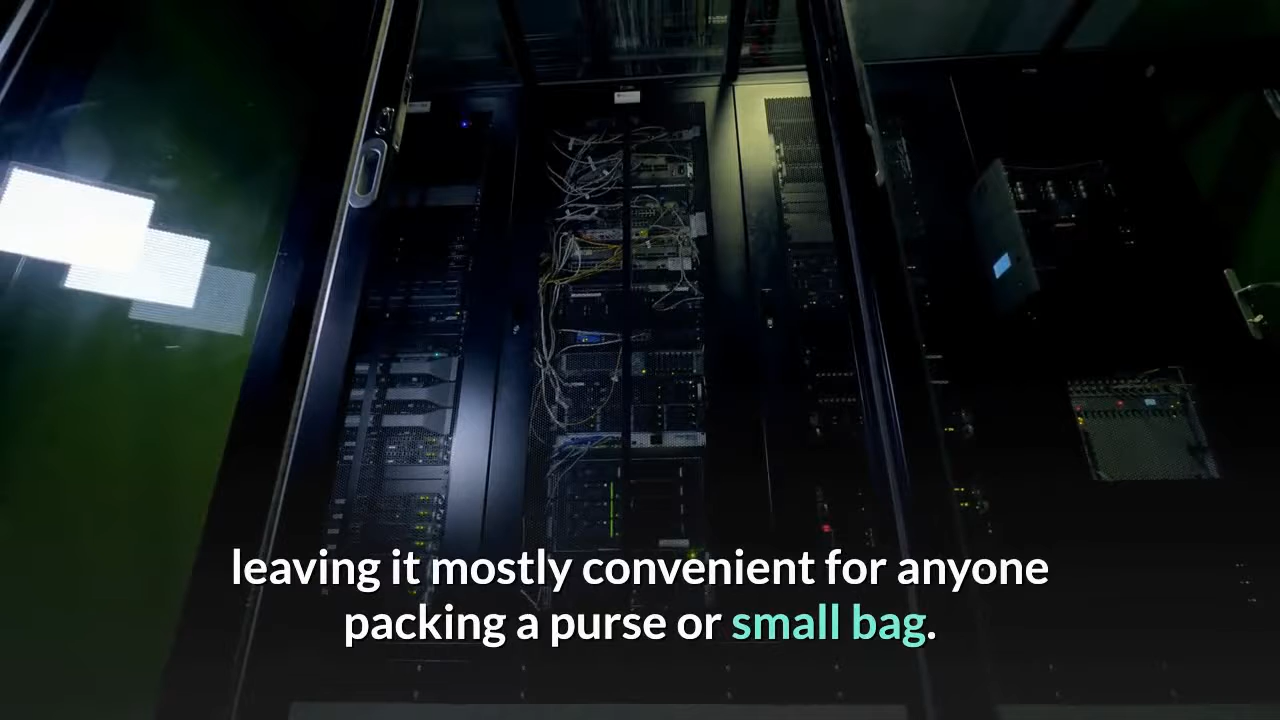 leaving it mostly convenient for anyone
packing a purse or small bag.